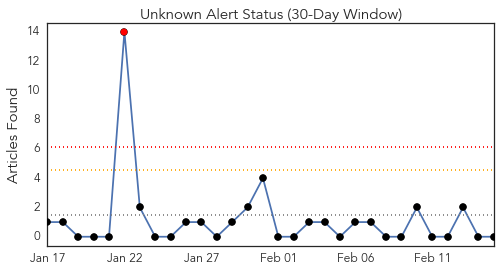 Unknown Alert Status (30-Day Window)
Articles Found
14
12
10
8
6
4
2
0
Jan 17 Jan 22 Jan 27 Feb 01 Feb 06 Feb 11